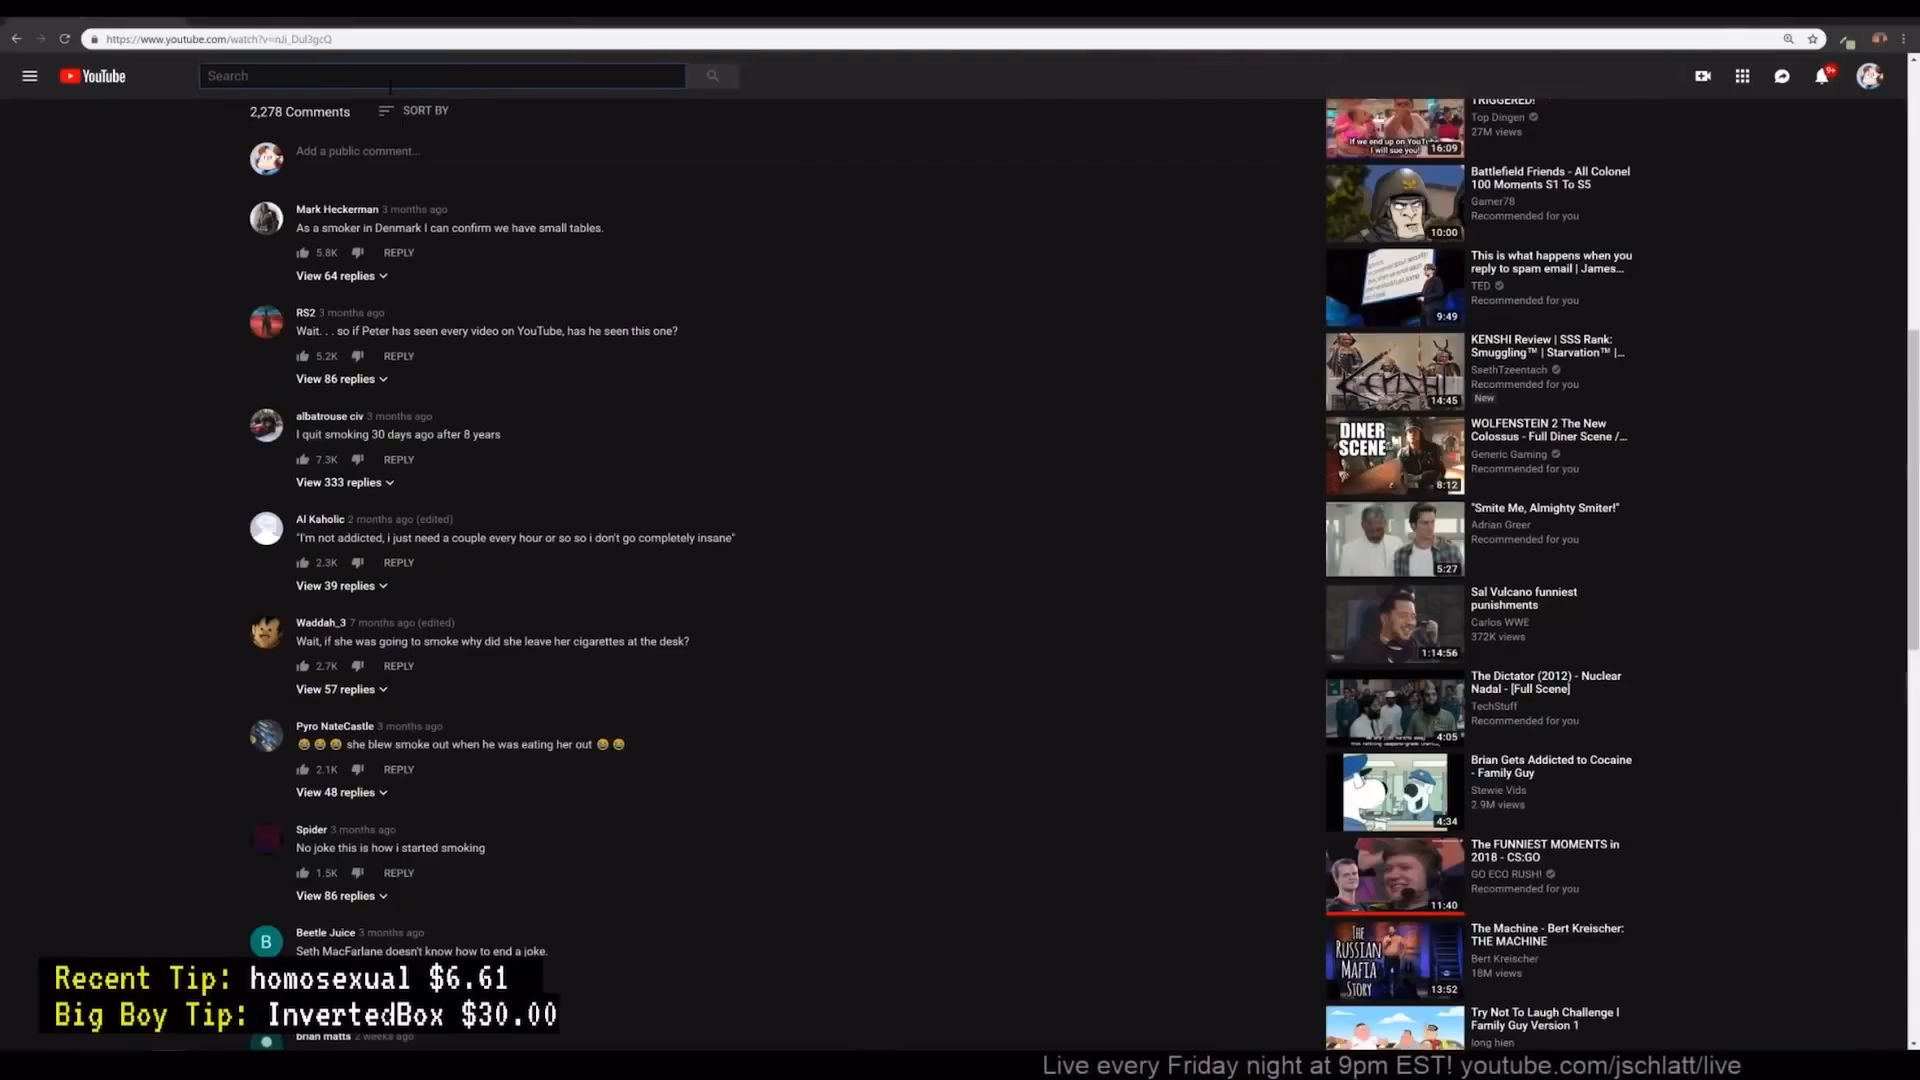 https://www.youtube.com/watch?v=nJi_Dul3gcQ
YouTube
Search
9+
2,278 Comments
SORT BY
Add a public comment...
Mark Heckerman 3 months ago
As a smoker in Denmark I can confirm we have small tables.
5.8K REPLY
View 64 replies
RS2 3 months ago
Wait. . . so if Peter has seen every video on YouTube, has he seen this one?
5.2K REPLY
View 86 replies
albatrouse civ 3 months ago
I quit smoking 30 days ago after 8 years
7.3K REPLY
View 333 replies
Al Kaholic 2 months ago (edited)
"I'm not addicted, i just need a couple every hour or so so i don't go completely insane"
2.3K REPLY
View 39 replies
Waddah_3 7 months ago (edited)
Wait, if she was going to smoke why did she leave her cigarettes at the desk?
2.7K REPLY
View 57 replies
Pyro NateCastle 3 months ago
😂 😂 😂 she blew smoke out when he was eating her out 😂 😂
2.1K REPLY
View 48 replies
Spider 3 months ago
No joke this is how i started smoking
1.5K REPLY
View 86 replies
B
Beetle Juice 3 months ago
Seth MacFarlane doesn't know how to end a joke.
brian matts 2 weeks ago
TRIGGERED!
Top Dingen
27M views
If we end up on YouTube
I will sue you!
16:09
Battlefield Friends - All Colonel
100 Moments S1 To S5
Gamer78
Recommended for you
10:00
This is what happens when you
reply to spam email | James...
TED
Recommended for you
9:49
KENSHI Review | SSS Rank:
Smuggling™ | Starvation™ |...
SsethTzeentach
Recommended for you
New
KENSHI
14:45
WOLFENSTEIN 2 The New
Colossus - Full Diner Scene /...
Generic Gaming
Recommended for you
DINER
SCENE
8:12
"Smite Me, Almighty Smiter!"
Adrian Greer
Recommended for you
5:27
Sal Vulcano funniest
punishments
Carlos WWE
372K views
1:14:56
The Dictator (2012) - Nuclear
Nadal - [Full Scene]
TechStuff
Recommended for you
4:05
Brian Gets Addicted to Cocaine
- Family Guy
Stewie Vids
2.9M views
4:34
The FUNNIEST MOMENTS in
2018 - CS:GO
GO ECO RUSH!
Recommended for you
11:40
The Machine - Bert Kreischer:
THE MACHINE
Bert Kreischer
18M views
THE
RUSSIAN
MAFIA
STORY
13:52
Try Not To Laugh Challenge |
Family Guy Version 1
long hien
Recent Tip: homosexual $6.61
Big Boy Tip: InvertedBox $30.00
Live every Friday night at 9pm EST! youtube.com/jschlatt/live